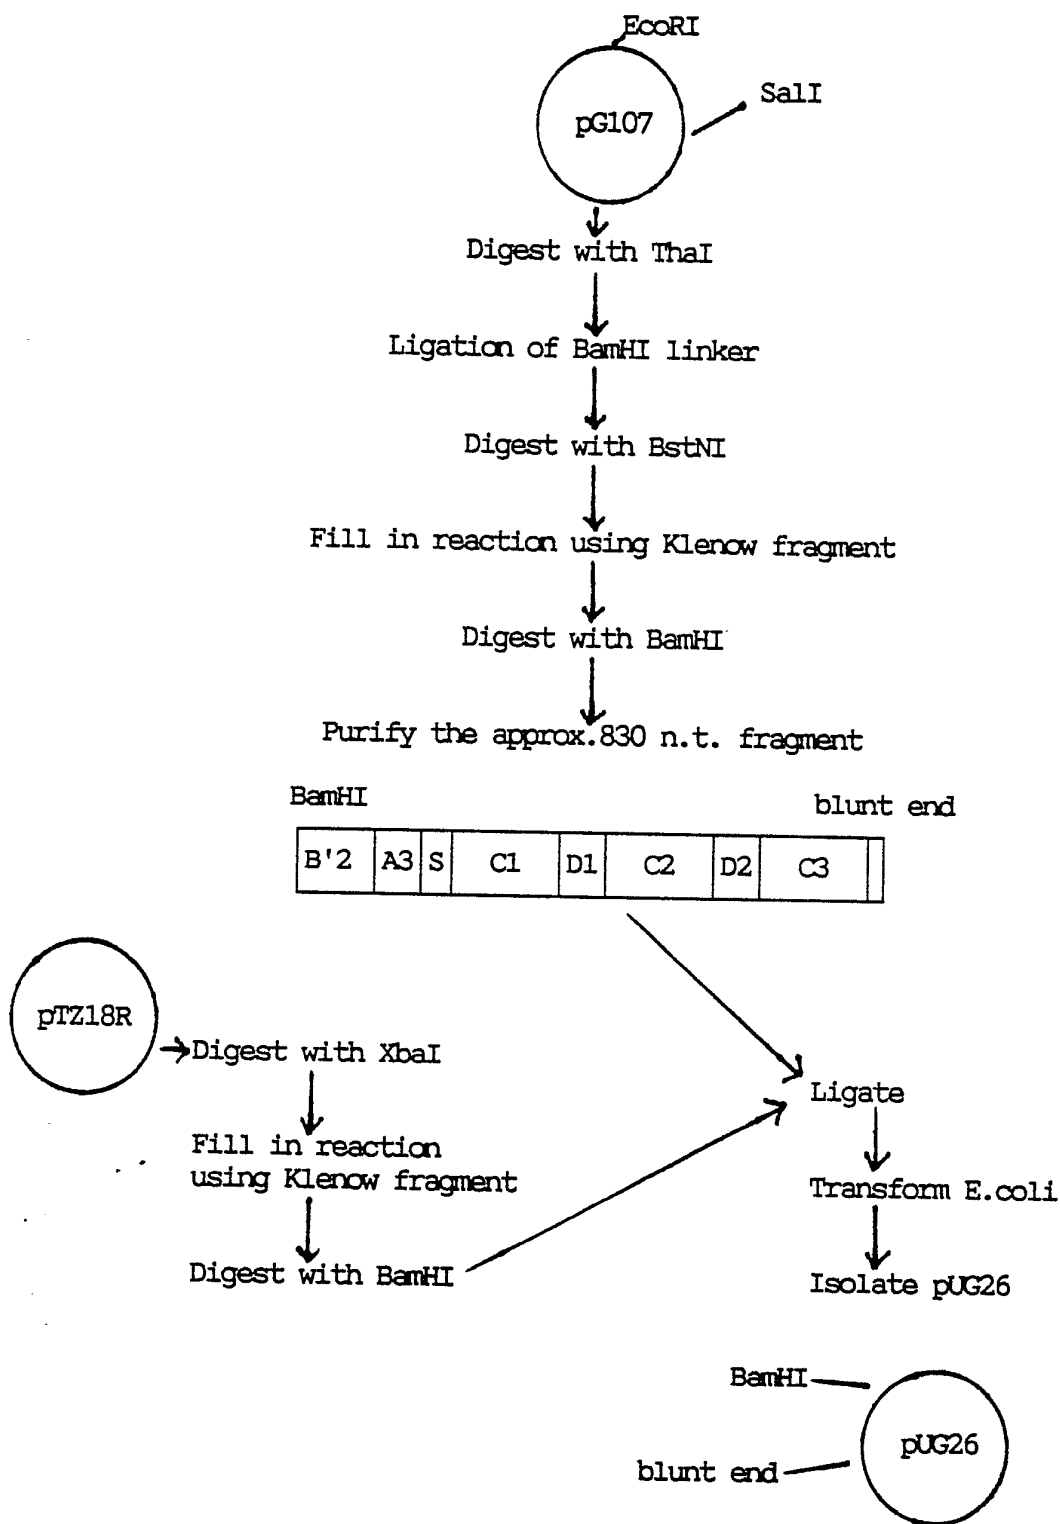 EcoRI
SalI
pG107
Digest with ThaI
Ligation of BamHI linker
Digest with BstNI
Fill in reaction using Klenow fragment
Digest with BamHI
Purify the approx.830 n.t. fragment
BamHI
blunt end
B'2 A3 S C1 D1 C2 D2 C3
pTZ18R
Digest with XbaI
Fill in reaction
using Klenow fragment
Digest with BamHI
Ligate
Transform E.coli
Isolate pUG26
BamHI
pUG26
blunt end